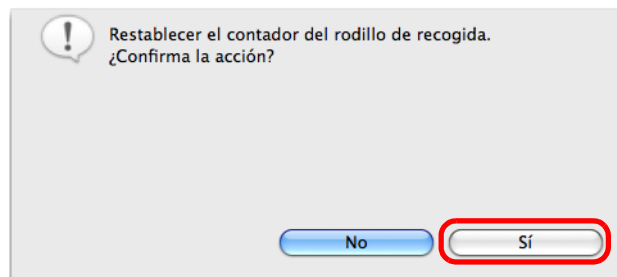 Restablecer el contador del rodillo de recogida.
¿Confirma la acción?
No
Sí